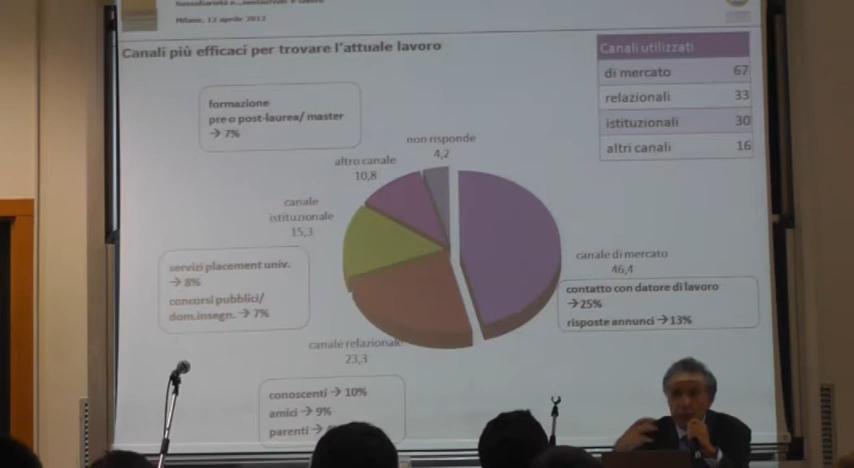 Sussidiarietà e...
Milano, 12 aprile 2012
Canali più efficaci per trovare l'attuale lavoro
Canali utilizzati
di mercato 67
relazionali 33
istituzionali 30
altri canali 16
formazione
pre o post-laurea/ master
→ 7%
non risponde
4,2
altro canale
10,8
canale
istituzionale
15,3
canale di mercato
46,4
servizi placement univ.
→ 8%
concorsi pubblici/
dom.insegn. → 7%
contatto con datore di lavoro
→25%
risposte annunci →13%
canale relazionale
23,3
conoscenti → 10%
amici → 9%
parenti →